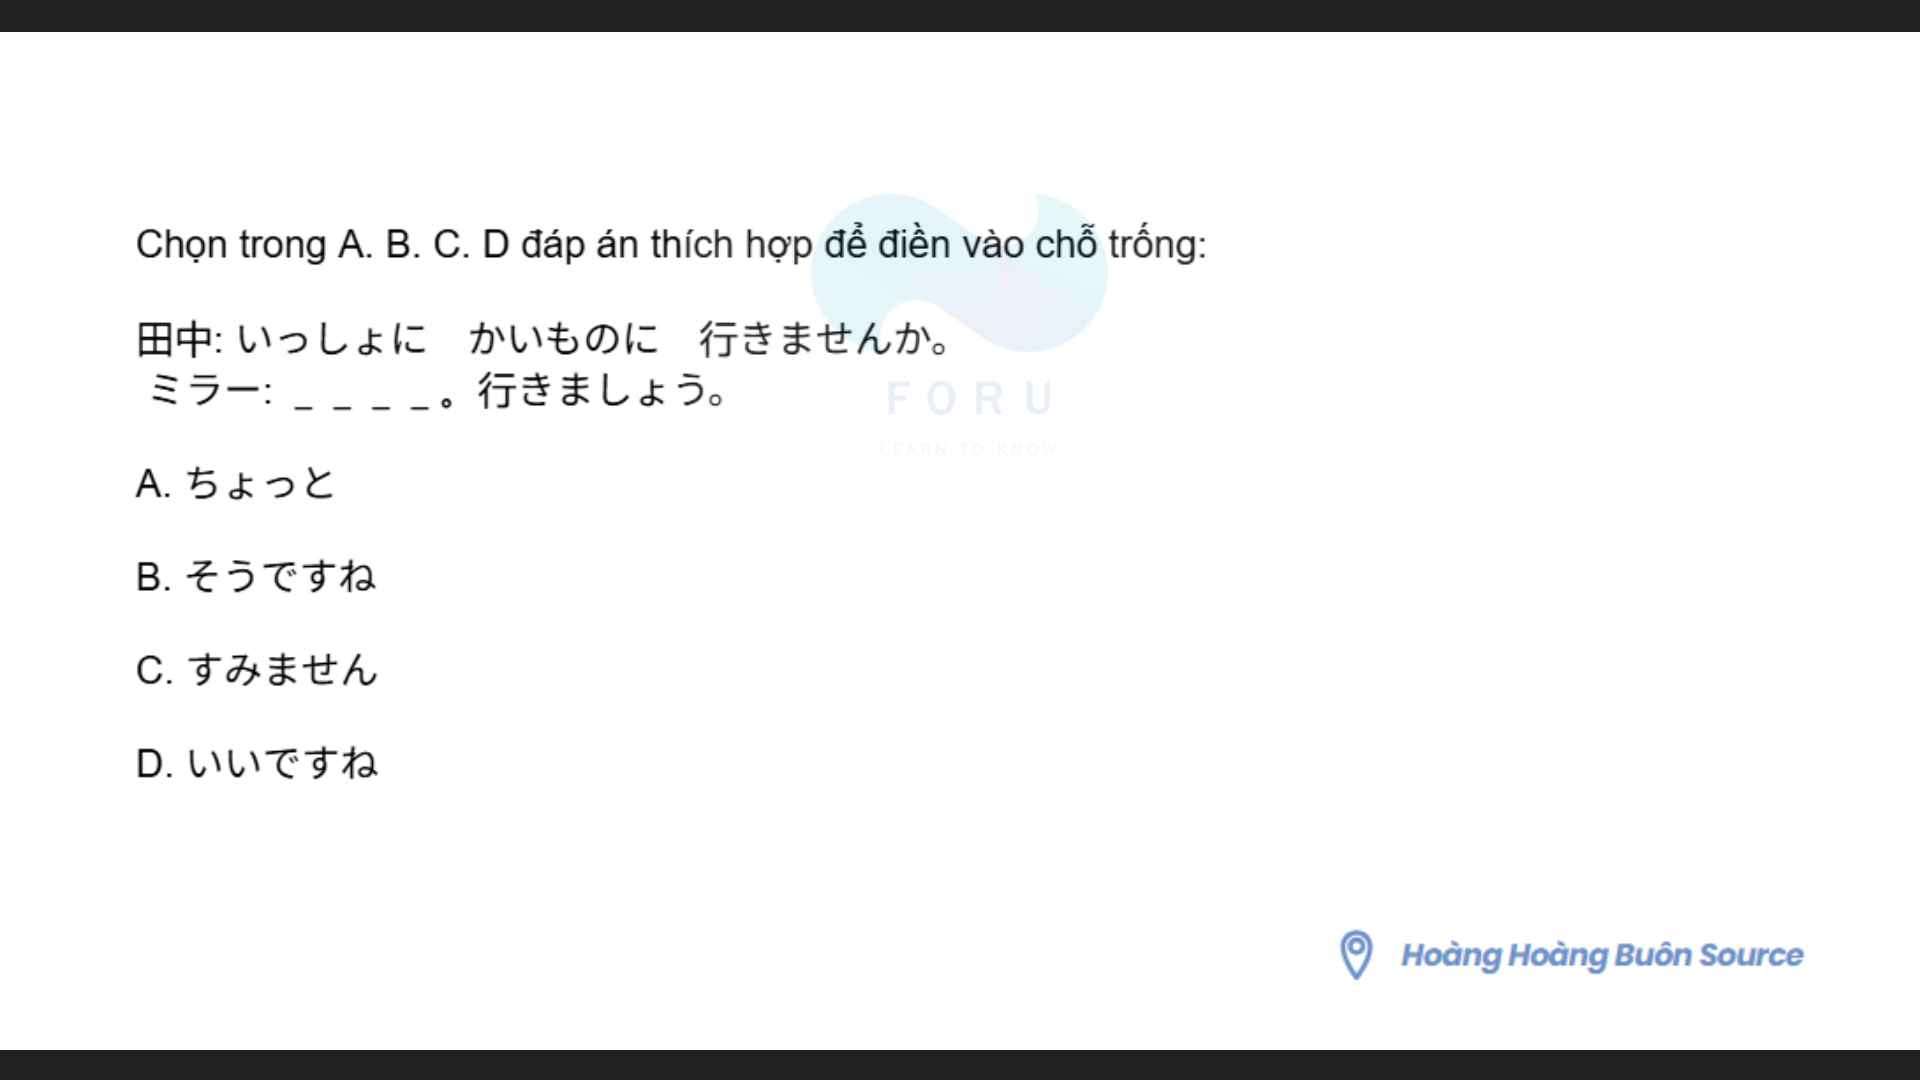 Chọn trong A. B. C. D đáp án thích hợp để điền vào chỗ trống:
田中: いっしょに　かいものに　行きませんか。
ミラー: _ _ _ _ 。行きましょう。
A. ちょっと
B. そうですね
C. すみません
D. いいですね
FORU
LEARN TO KNOW
Hoàng Hoàng Buôn Source